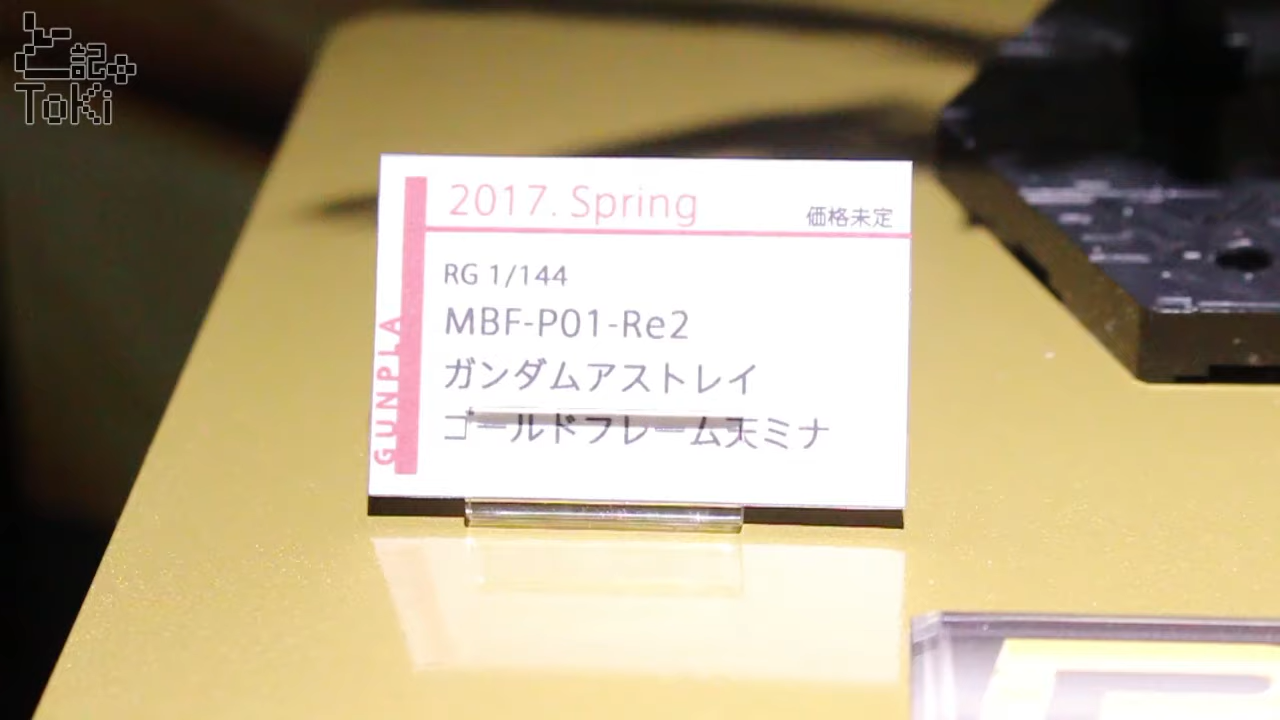 と記+
ToKi
2017. Spring
価格未定
RG 1/144
MBF-P01-Re2
ガンダムアストレイ
ゴールドフレーム天ミナ
GUNPLA